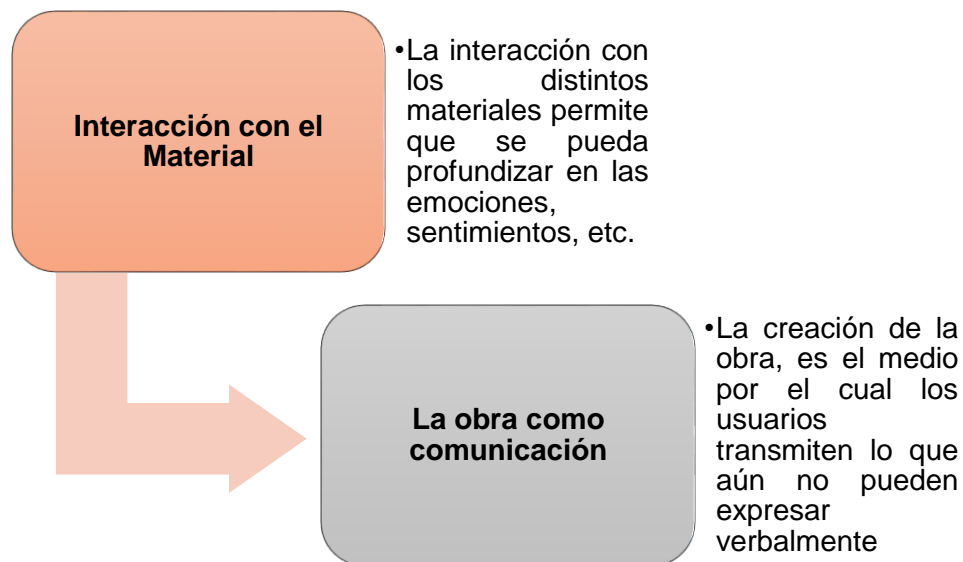 Interacción con el
Material
•La interacción con
los distintos
materiales permite
que se pueda
profundizar en las
emociones,
sentimientos, etc.
La obra como
comunicación
•La creación de la
obra, es el medio
por el cual los
usuarios
transmiten lo que
aún no pueden
expresar
verbalmente